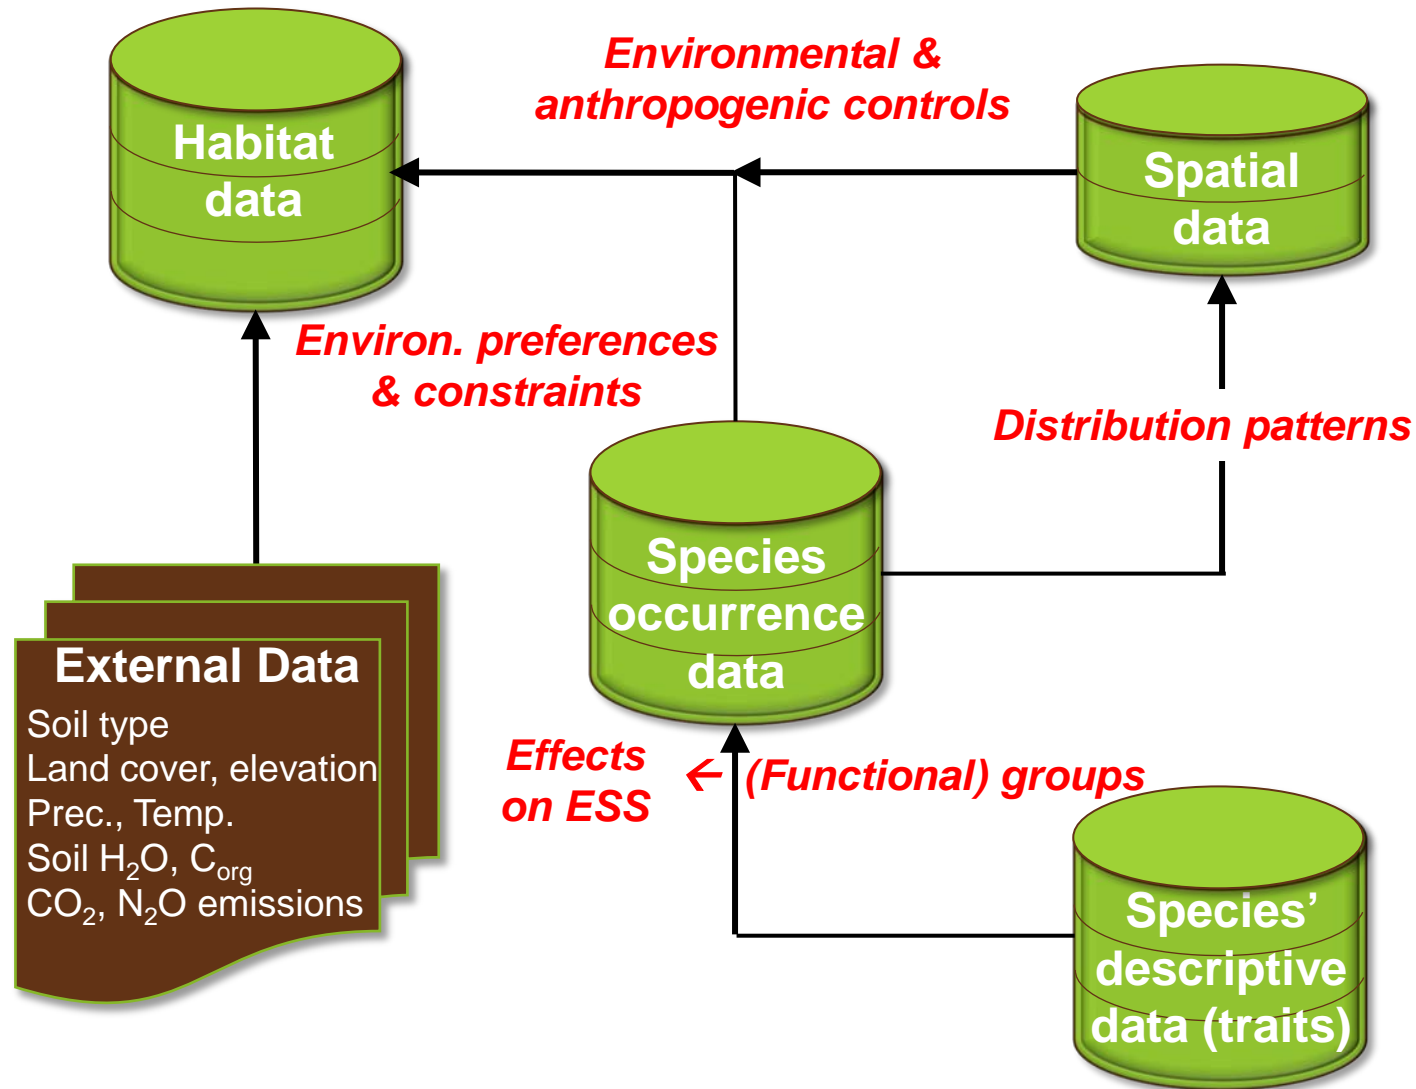 Environmental &
anthropogenic controls
Habitat
data
Spatial
data
Environ. preferences
& constraints
Distribution patterns
Species
occurrence
data
External Data
Soil type
Land cover, elevation
Prec., Temp.
Soil H₂O, C_org
CO₂, N₂O emissions
Effects
on ESS
← (Functional) groups
Species’
descriptive
data (traits)